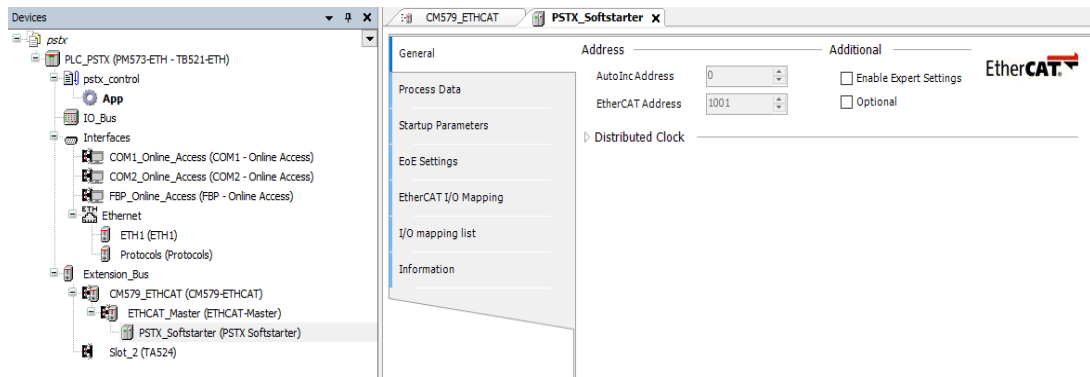 Devices
pstx
PLC_PSTX (PM573-ETH - TB521-ETH)
pstx_control
App
IO_Bus
Interfaces
COM1_Online_Access (COM1 - Online Access)
COM2_Online_Access (COM2 - Online Access)
FBP_Online_Access (FBP - Online Access)
ETH
Ethernet
ETH1 (ETH1)
Protocols (Protocols)
Extension_Bus
CM579_ETHCAT (CM579-ETHCAT)
ETHCAT_Master (ETHCAT-Master)
PSTX_Softstarter (PSTX Softstarter)
Slot_2 (TA524)
CM579_ETHCAT
PSTX_Softstarter
General
Process Data
Startup Parameters
EoE Settings
EtherCAT I/O Mapping
I/O mapping list
Information
Address
AutoInc Address 0
EtherCAT Address 1001
Distributed Clock
Additional
Enable Expert Settings
Optional
EtherCAT.